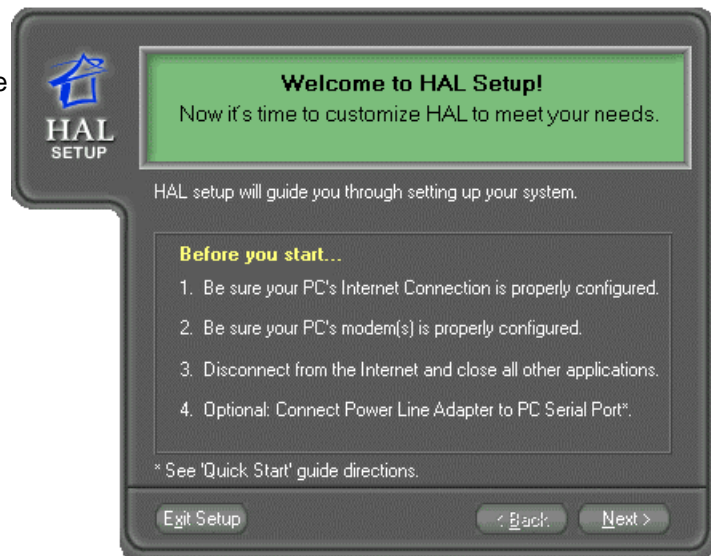 e
HAL
SETUP
Welcome to HAL Setup!
Now it's time to customize HAL to meet your needs.
HAL setup will guide you through setting up your system.
Before you start...
1. Be sure your PC's Internet Connection is properly configured.
2. Be sure your PC's modem(s) is properly configured.
3. Disconnect from the Internet and close all other applications.
4. Optional: Connect Power Line Adapter to PC Serial Port*.
* See 'Quick Start' guide directions.
Exit Setup
< Back
Next >